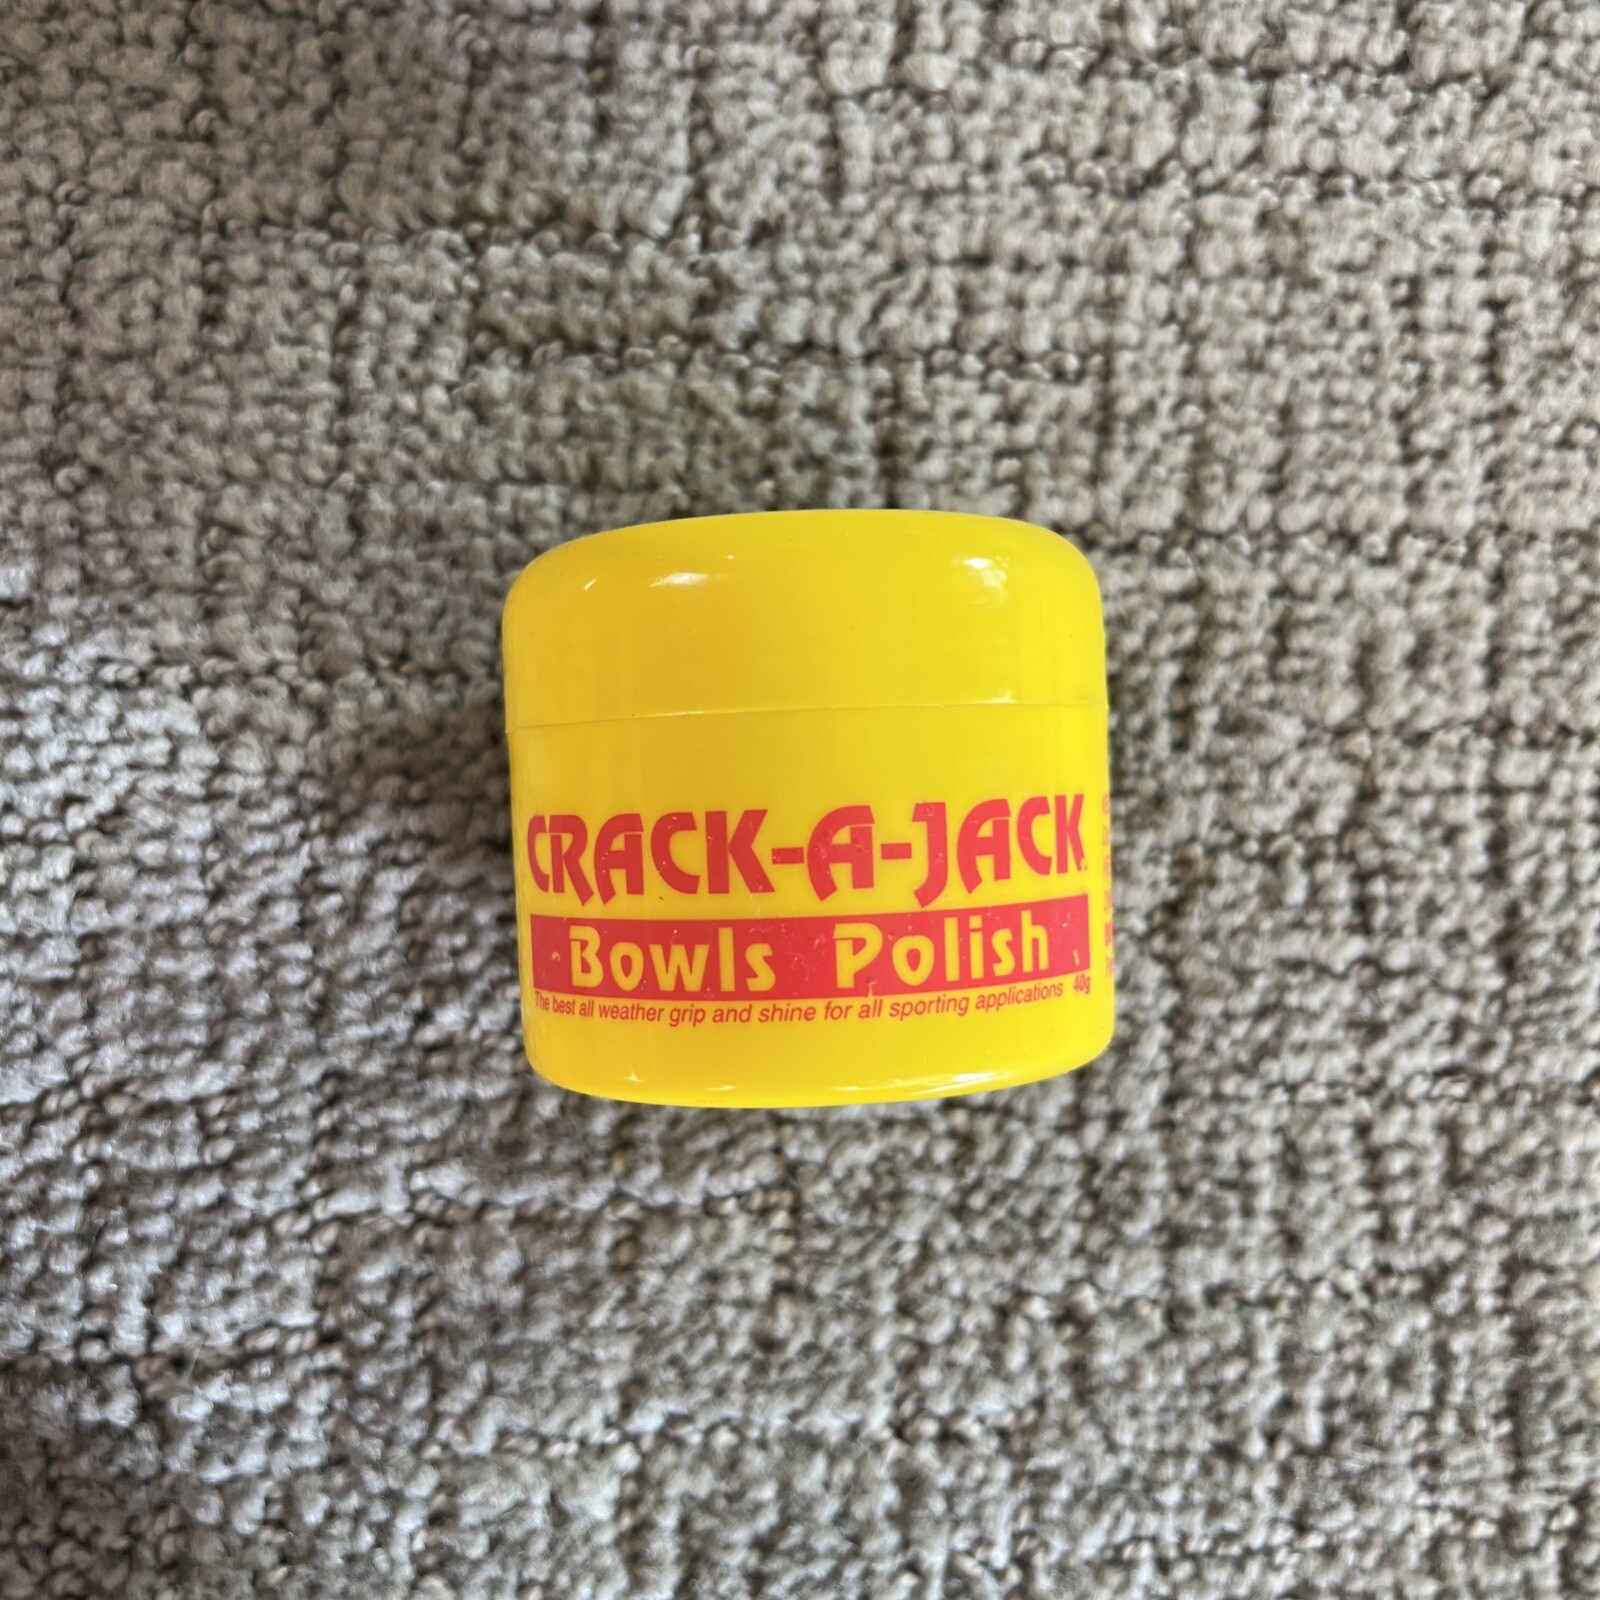 CRACK-A-JACK
Bowls Polish
The best all weather grip and shine for all sporting applications 40g